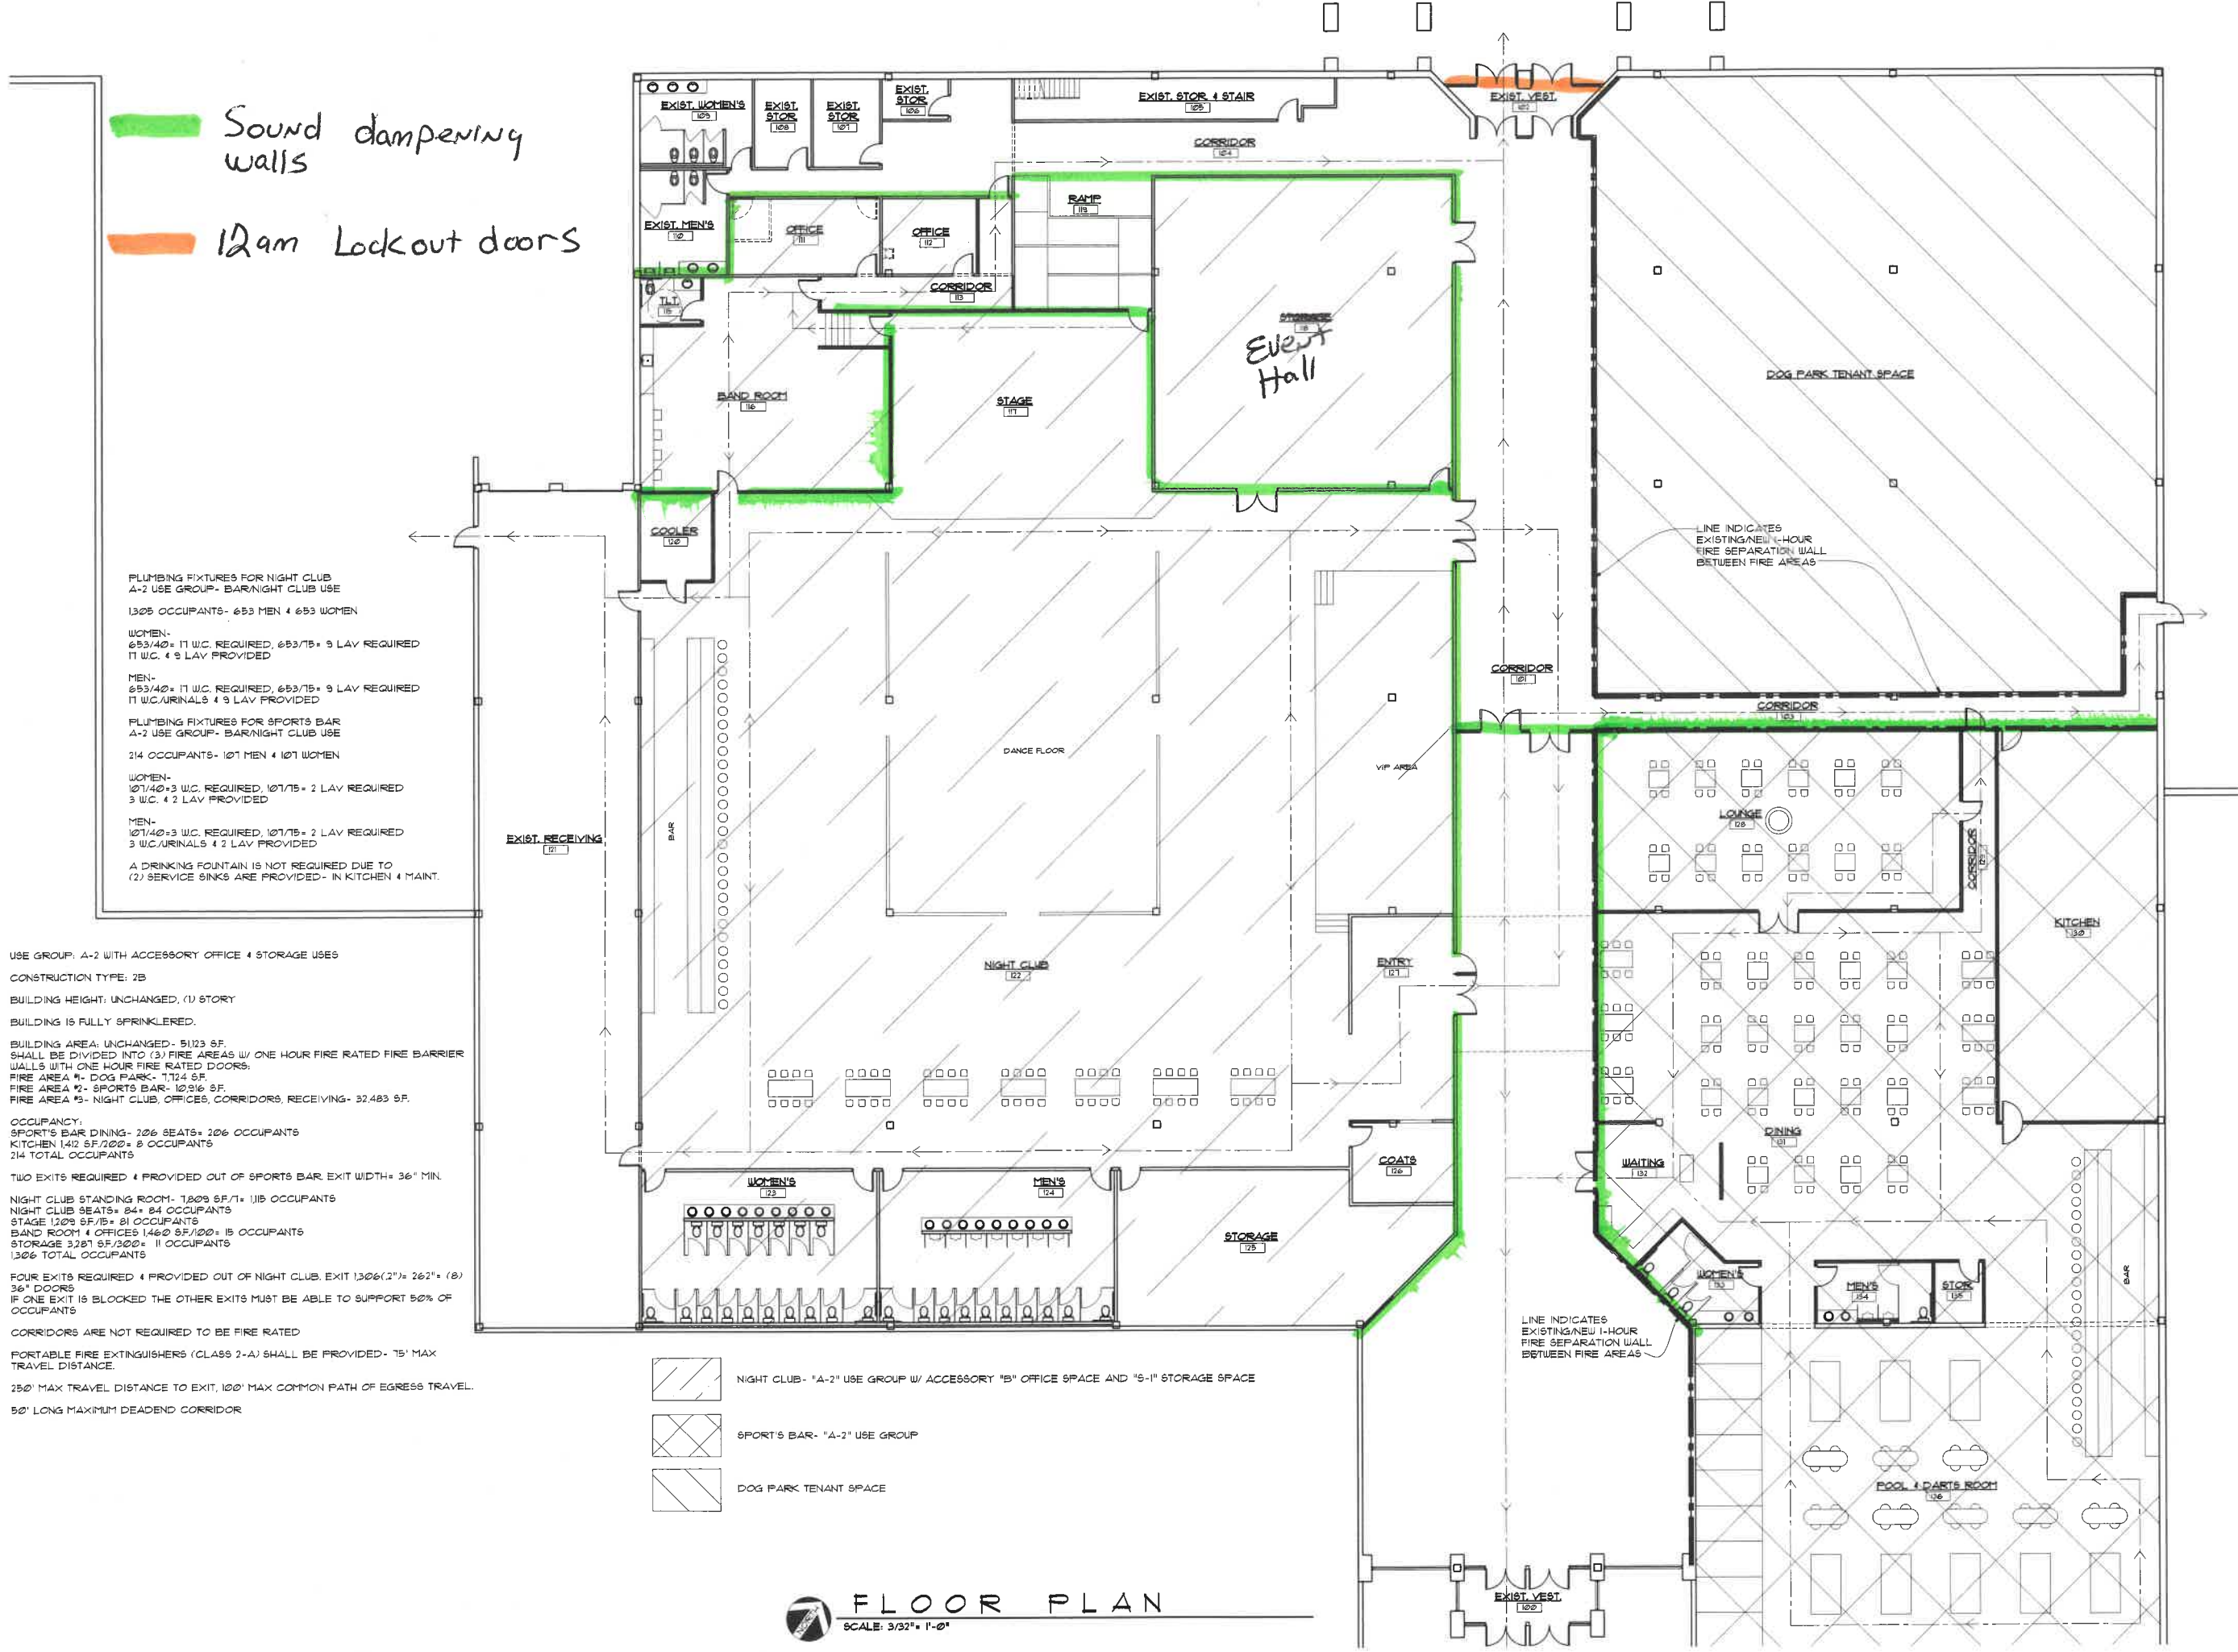 Sound dampening
walls
12am Lockout doors
PLUMBING FIXTURES FOR NIGHT CLUB
A-2 USE GROUP- BAR/NIGHT CLUB USE
1,305 OCCUPANTS- 653 MEN & 653 WOMEN
WOMEN-
653/40= 17 W.C. REQUIRED, 653/75= 9 LAV REQUIRED
17 W.C. & 9 LAV PROVIDED
MEN-
653/40= 17 W.C. REQUIRED, 653/75= 9 LAV REQUIRED
17 W.C./URINALS & 9 LAV PROVIDED
PLUMBING FIXTURES FOR SPORTS BAR
A-2 USE GROUP- BAR/NIGHT CLUB USE
214 OCCUPANTS- 107 MEN & 107 WOMEN
WOMEN-
107/40=3 W.C. REQUIRED, 107/75= 2 LAV REQUIRED
3 W.C. & 2 LAV PROVIDED
MEN-
107/40=3 W.C. REQUIRED, 107/75= 2 LAV REQUIRED
3 W.C./URINALS & 2 LAV PROVIDED
A DRINKING FOUNTAIN IS NOT REQUIRED DUE TO
(2) SERVICE SINKS ARE PROVIDED- IN KITCHEN & MAINT.
USE GROUP: A-2 WITH ACCESSORY OFFICE & STORAGE USES
CONSTRUCTION TYPE: 2B
BUILDING HEIGHT: UNCHANGED, (1) STORY
BUILDING IS FULLY SPRINKLERED.
BUILDING AREA: UNCHANGED- 51,123 S.F.
SHALL BE DIVIDED INTO (3) FIRE AREAS W/ ONE HOUR FIRE RATED FIRE BARRIER
WALLS WITH ONE HOUR FIRE RATED DOORS:
FIRE AREA #1- DOG PARK- 7,724 S.F.
FIRE AREA #2- SPORTS BAR- 10,916 S.F.
FIRE AREA #3- NIGHT CLUB, OFFICES, CORRIDORS, RECEIVING- 32,483 S.F.
OCCUPANCY:
SPORT'S BAR DINING- 206 SEATS= 206 OCCUPANTS
KITCHEN 1,412 S.F./200= 8 OCCUPANTS
214 TOTAL OCCUPANTS
TWO EXITS REQUIRED & PROVIDED OUT OF SPORTS BAR. EXIT WIDTH= 36" MIN.
NIGHT CLUB STANDING ROOM- 7,809 S.F./7= 1,115 OCCUPANTS
NIGHT CLUB SEATS= 84= 84 OCCUPANTS
STAGE 1,209 S.F./15= 81 OCCUPANTS
BAND ROOM & OFFICES 1,460 S.F./100= 15 OCCUPANTS
STORAGE 3,287 S.F./300= 11 OCCUPANTS
1,306 TOTAL OCCUPANTS
FOUR EXITS REQUIRED & PROVIDED OUT OF NIGHT CLUB. EXIT 1,306(.2")= 262"= (8)
36" DOORS
IF ONE EXIT IS BLOCKED THE OTHER EXITS MUST BE ABLE TO SUPPORT 50% OF
OCCUPANTS
CORRIDORS ARE NOT REQUIRED TO BE FIRE RATED
PORTABLE FIRE EXTINGUISHERS (CLASS 2-A) SHALL BE PROVIDED- 75' MAX
TRAVEL DISTANCE.
250' MAX TRAVEL DISTANCE TO EXIT, 100' MAX COMMON PATH OF EGRESS TRAVEL.
50' LONG MAXIMUM DEADEND CORRIDOR
EXIST. WOMEN'S
109
EXIST.
STOR
108
EXIST.
STOR
107
EXIST.
STOR
106
EXIST. STOR & STAIR
105
EXIST. VEST.
102
CORRIDOR
104
EXIST. MEN'S
110
OFFICE
111
OFFICE
112
RAMP
119
CORRIDOR
113
TLT.
115
STORAGE
118
Event
Hall
BAND ROOM
116
STAGE
117
DOG PARK TENANT SPACE
COOLER
120
LINE INDICATES
EXISTING/NEW 1-HOUR
FIRE SEPARATION WALL
BETWEEN FIRE AREAS
CORRIDOR
101
CORRIDOR
103
DANCE FLOOR
VIP AREA
EXIST. RECEIVING
121
BAR
LOUNGE
128
CORRIDOR
129
KITCHEN
130
NIGHT CLUB
122
ENTRY
127
DINING
131
WAITING
132
COATS
126
WOMEN'S
123
MEN'S
124
STORAGE
125
WOMEN'S
133
MEN'S
134
STOR
135
BAR
LINE INDICATES
EXISTING/NEW 1-HOUR
FIRE SEPARATION WALL
BETWEEN FIRE AREAS
POOL & DARTS ROOM
136
NIGHT CLUB- "A-2" USE GROUP W/ ACCESSORY "B" OFFICE SPACE AND "S-1" STORAGE SPACE
SPORT'S BAR- "A-2" USE GROUP
DOG PARK TENANT SPACE
EXIST. VEST.
100
NORTH
FLOOR PLAN
SCALE: 3/32"= 1'-0"